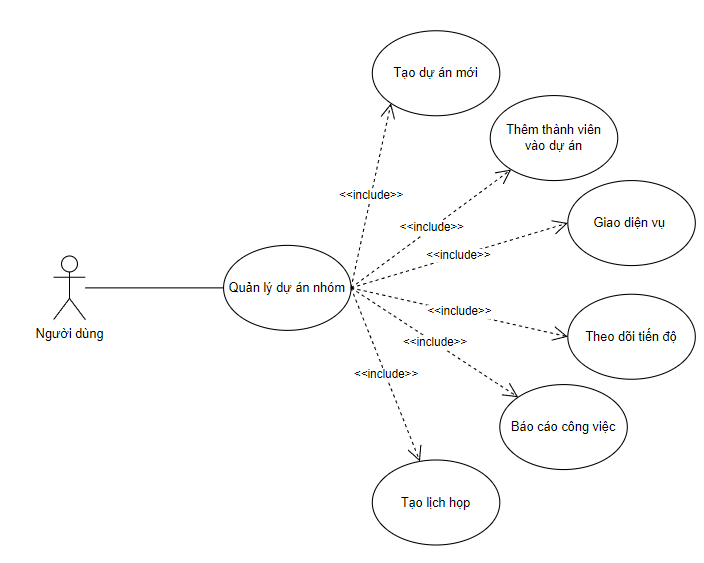 Tạo dự án mới
Thêm thành viên
vào dự án
<<include>>
<<include>>
Giao diện vụ
<<include>>
Quản lý dự án nhóm
<<include>>
Người dùng
Theo dõi tiến độ
<<include>>
<<include>>
Báo cáo công việc
Tạo lịch họp